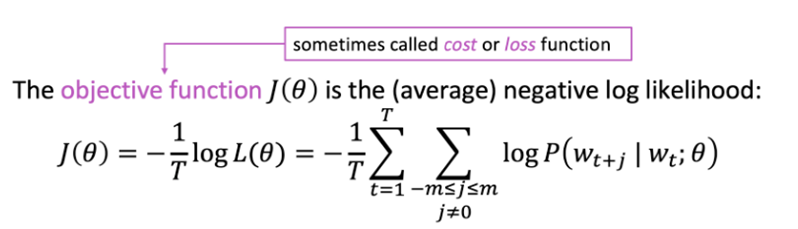 sometimes called cost or loss function
The objective function J(θ) is the (average) negative log likelihood:
J(θ) = −1/T log L(θ) = −1/T ∑_{t=1}^{T} ∑_{−m≤j≤m, j≠0} log P(w_{t+j} | w_t; θ)